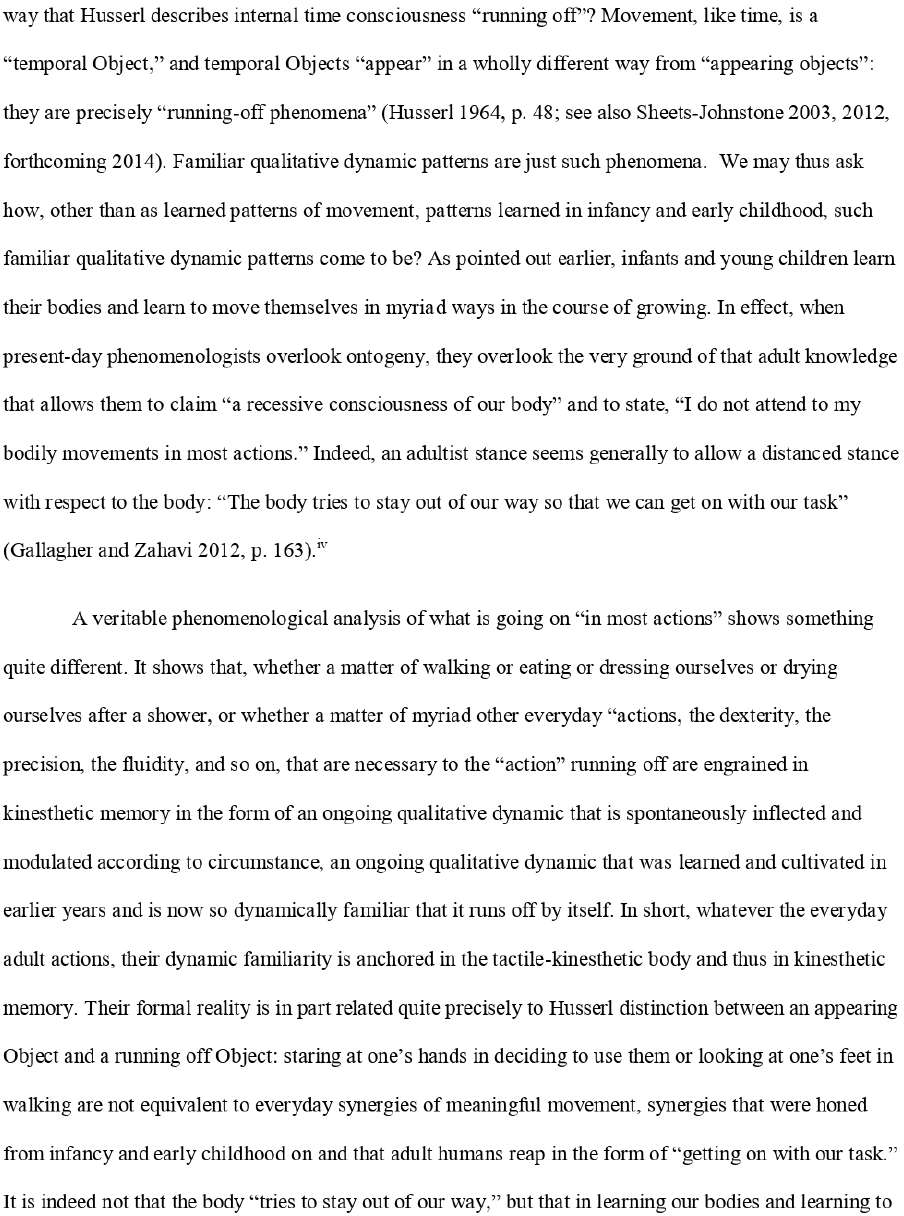 way that Husserl describes internal time consciousness “running off”? Movement, like time, is a
“temporal Object,” and temporal Objects “appear” in a wholly different way from “appearing objects”:
they are precisely “running-off phenomena” (Husserl 1964, p. 48; see also Sheets-Johnstone 2003, 2012,
forthcoming 2014). Familiar qualitative dynamic patterns are just such phenomena.  We may thus ask
how, other than as learned patterns of movement, patterns learned in infancy and early childhood, such
familiar qualitative dynamic patterns come to be? As pointed out earlier, infants and young children learn
their bodies and learn to move themselves in myriad ways in the course of growing. In effect, when
present-day phenomenologists overlook ontogeny, they overlook the very ground of that adult knowledge
that allows them to claim “a recessive consciousness of our body” and to state, “I do not attend to my
bodily movements in most actions.” Indeed, an adultist stance seems generally to allow a distanced stance
with respect to the body: “The body tries to stay out of our way so that we can get on with our task”
(Gallagher and Zahavi 2012, p. 163).iv
A veritable phenomenological analysis of what is going on “in most actions” shows something
quite different. It shows that, whether a matter of walking or eating or dressing ourselves or drying
ourselves after a shower, or whether a matter of myriad other everyday “actions, the dexterity, the
precision, the fluidity, and so on, that are necessary to the “action” running off are engrained in
kinesthetic memory in the form of an ongoing qualitative dynamic that is spontaneously inflected and
modulated according to circumstance, an ongoing qualitative dynamic that was learned and cultivated in
earlier years and is now so dynamically familiar that it runs off by itself. In short, whatever the everyday
adult actions, their dynamic familiarity is anchored in the tactile-kinesthetic body and thus in kinesthetic
memory. Their formal reality is in part related quite precisely to Husserl distinction between an appearing
Object and a running off Object: staring at one’s hands in deciding to use them or looking at one’s feet in
walking are not equivalent to everyday synergies of meaningful movement, synergies that were honed
from infancy and early childhood on and that adult humans reap in the form of “getting on with our task.”
It is indeed not that the body “tries to stay out of our way,” but that in learning our bodies and learning to